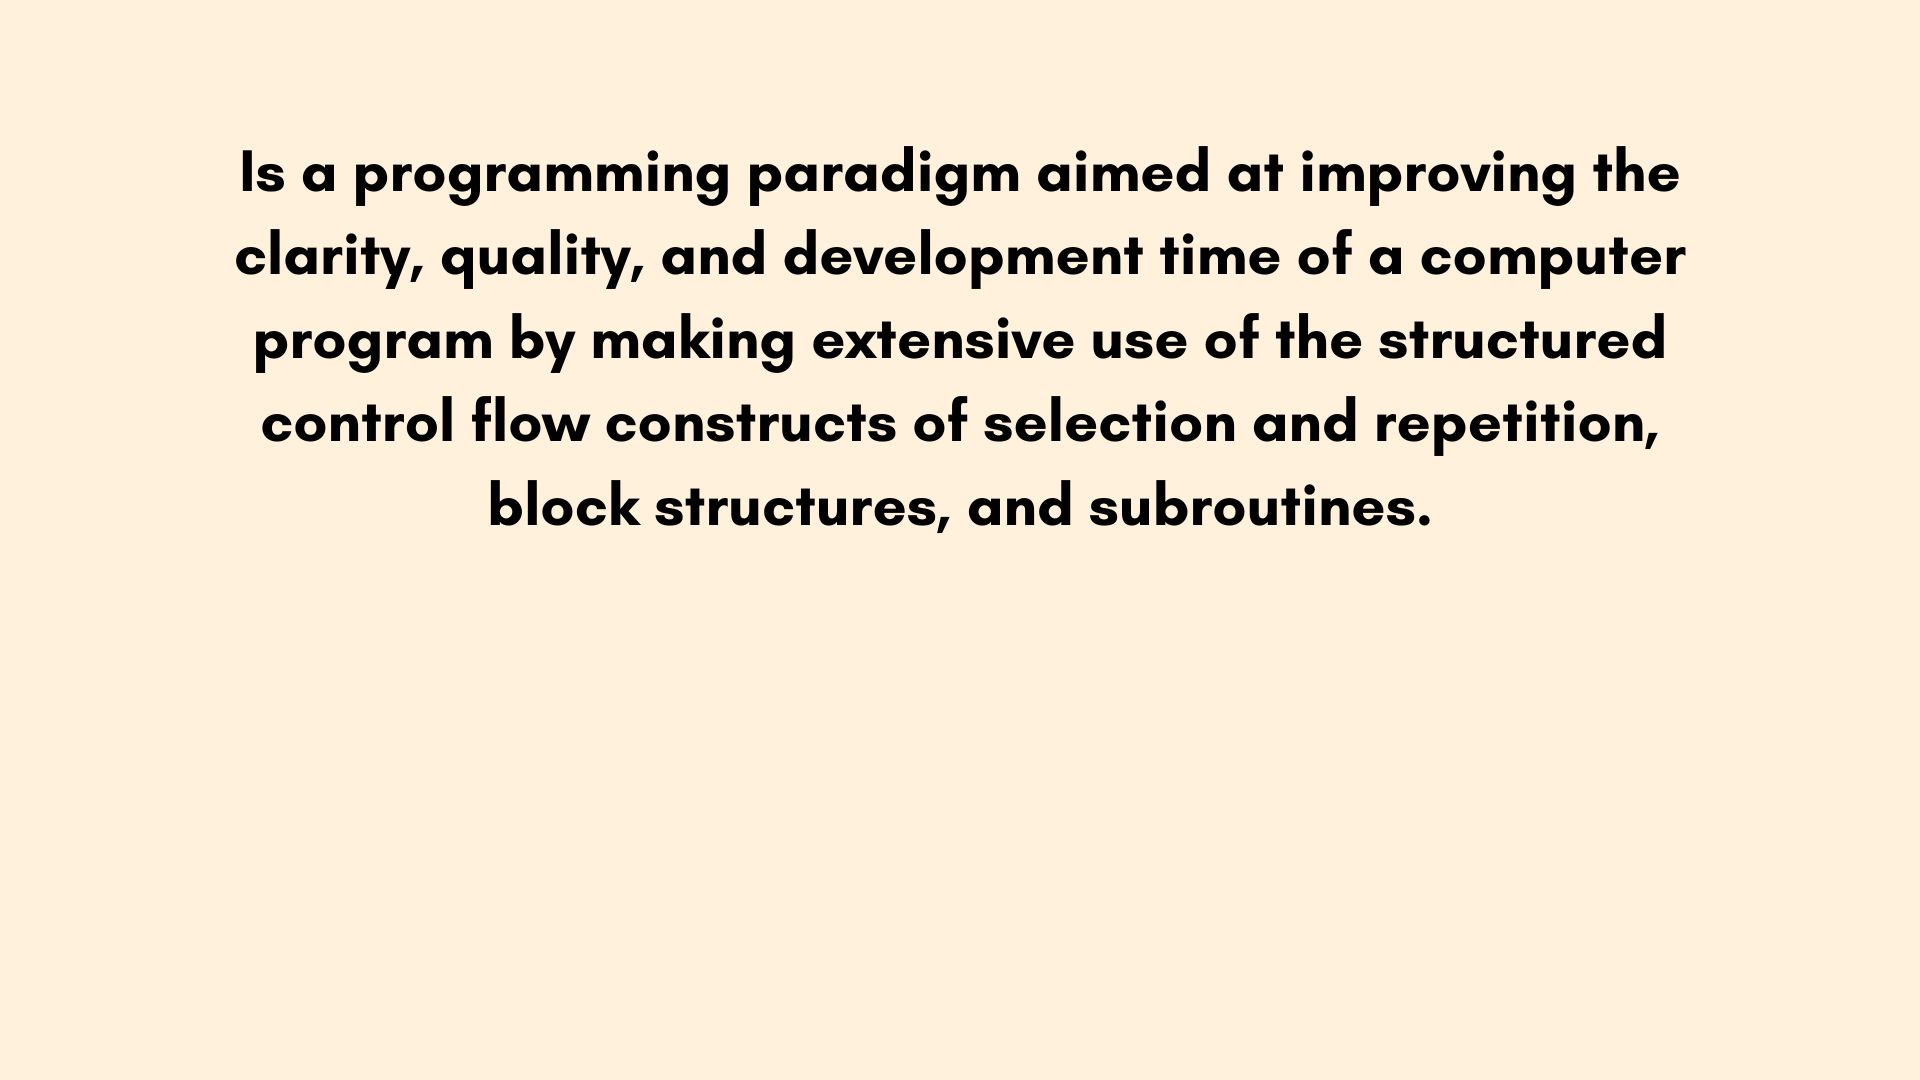 Is a programming paradigm aimed at improving the
clarity, quality, and development time of a computer
program by making extensive use of the structured
control flow constructs of selection and repetition,
block structures, and subroutines.